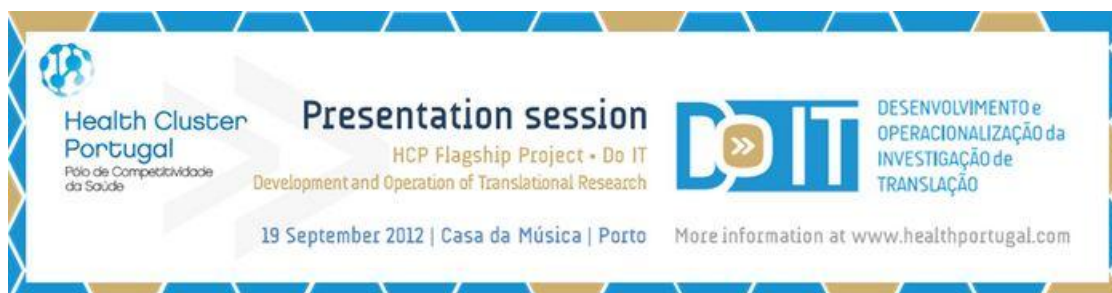 Health Cluster
Portugal
Pólo de Competitividade
da Saúde
Presentation session
HCP Flagship Project • Do IT
Development and Operation of Translational Research
19 September 2012 | Casa da Música | Porto
Do IT
DESENVOLVIMENTO e
OPERACIONALIZAÇÃO da
INVESTIGAÇÃO de
TRANSLAÇÃO
More information at www.healthportugal.com